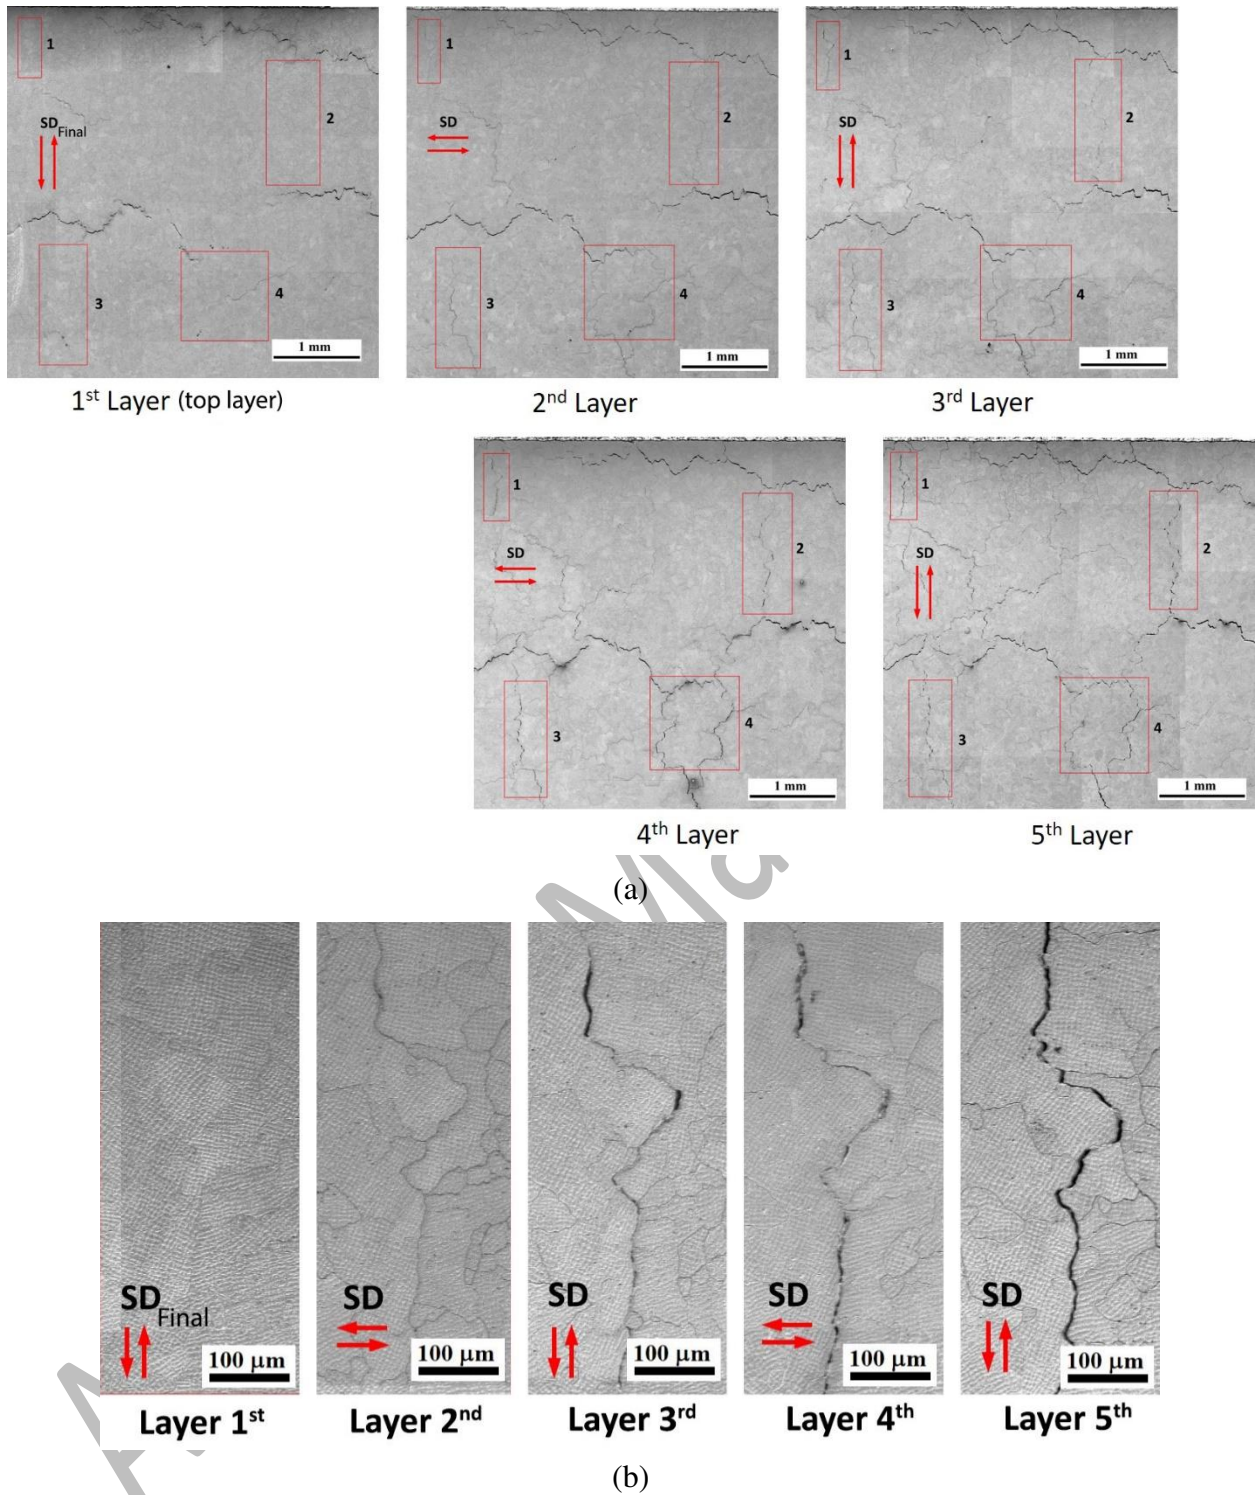 1
2
SD Final
3
4
1 mm
1st Layer (top layer)
1
2
SD
3
4
1 mm
2nd Layer
1
2
SD
3
4
1 mm
3rd Layer
1
2
SD
3
4
1 mm
4th Layer
1
2
SD
3
4
1 mm
5th Layer
(a)
SD Final
100 µm
Layer 1st
SD
100 µm
Layer 2nd
SD
100 µm
Layer 3rd
SD
100 µm
Layer 4th
SD
100 µm
Layer 5th
(b)